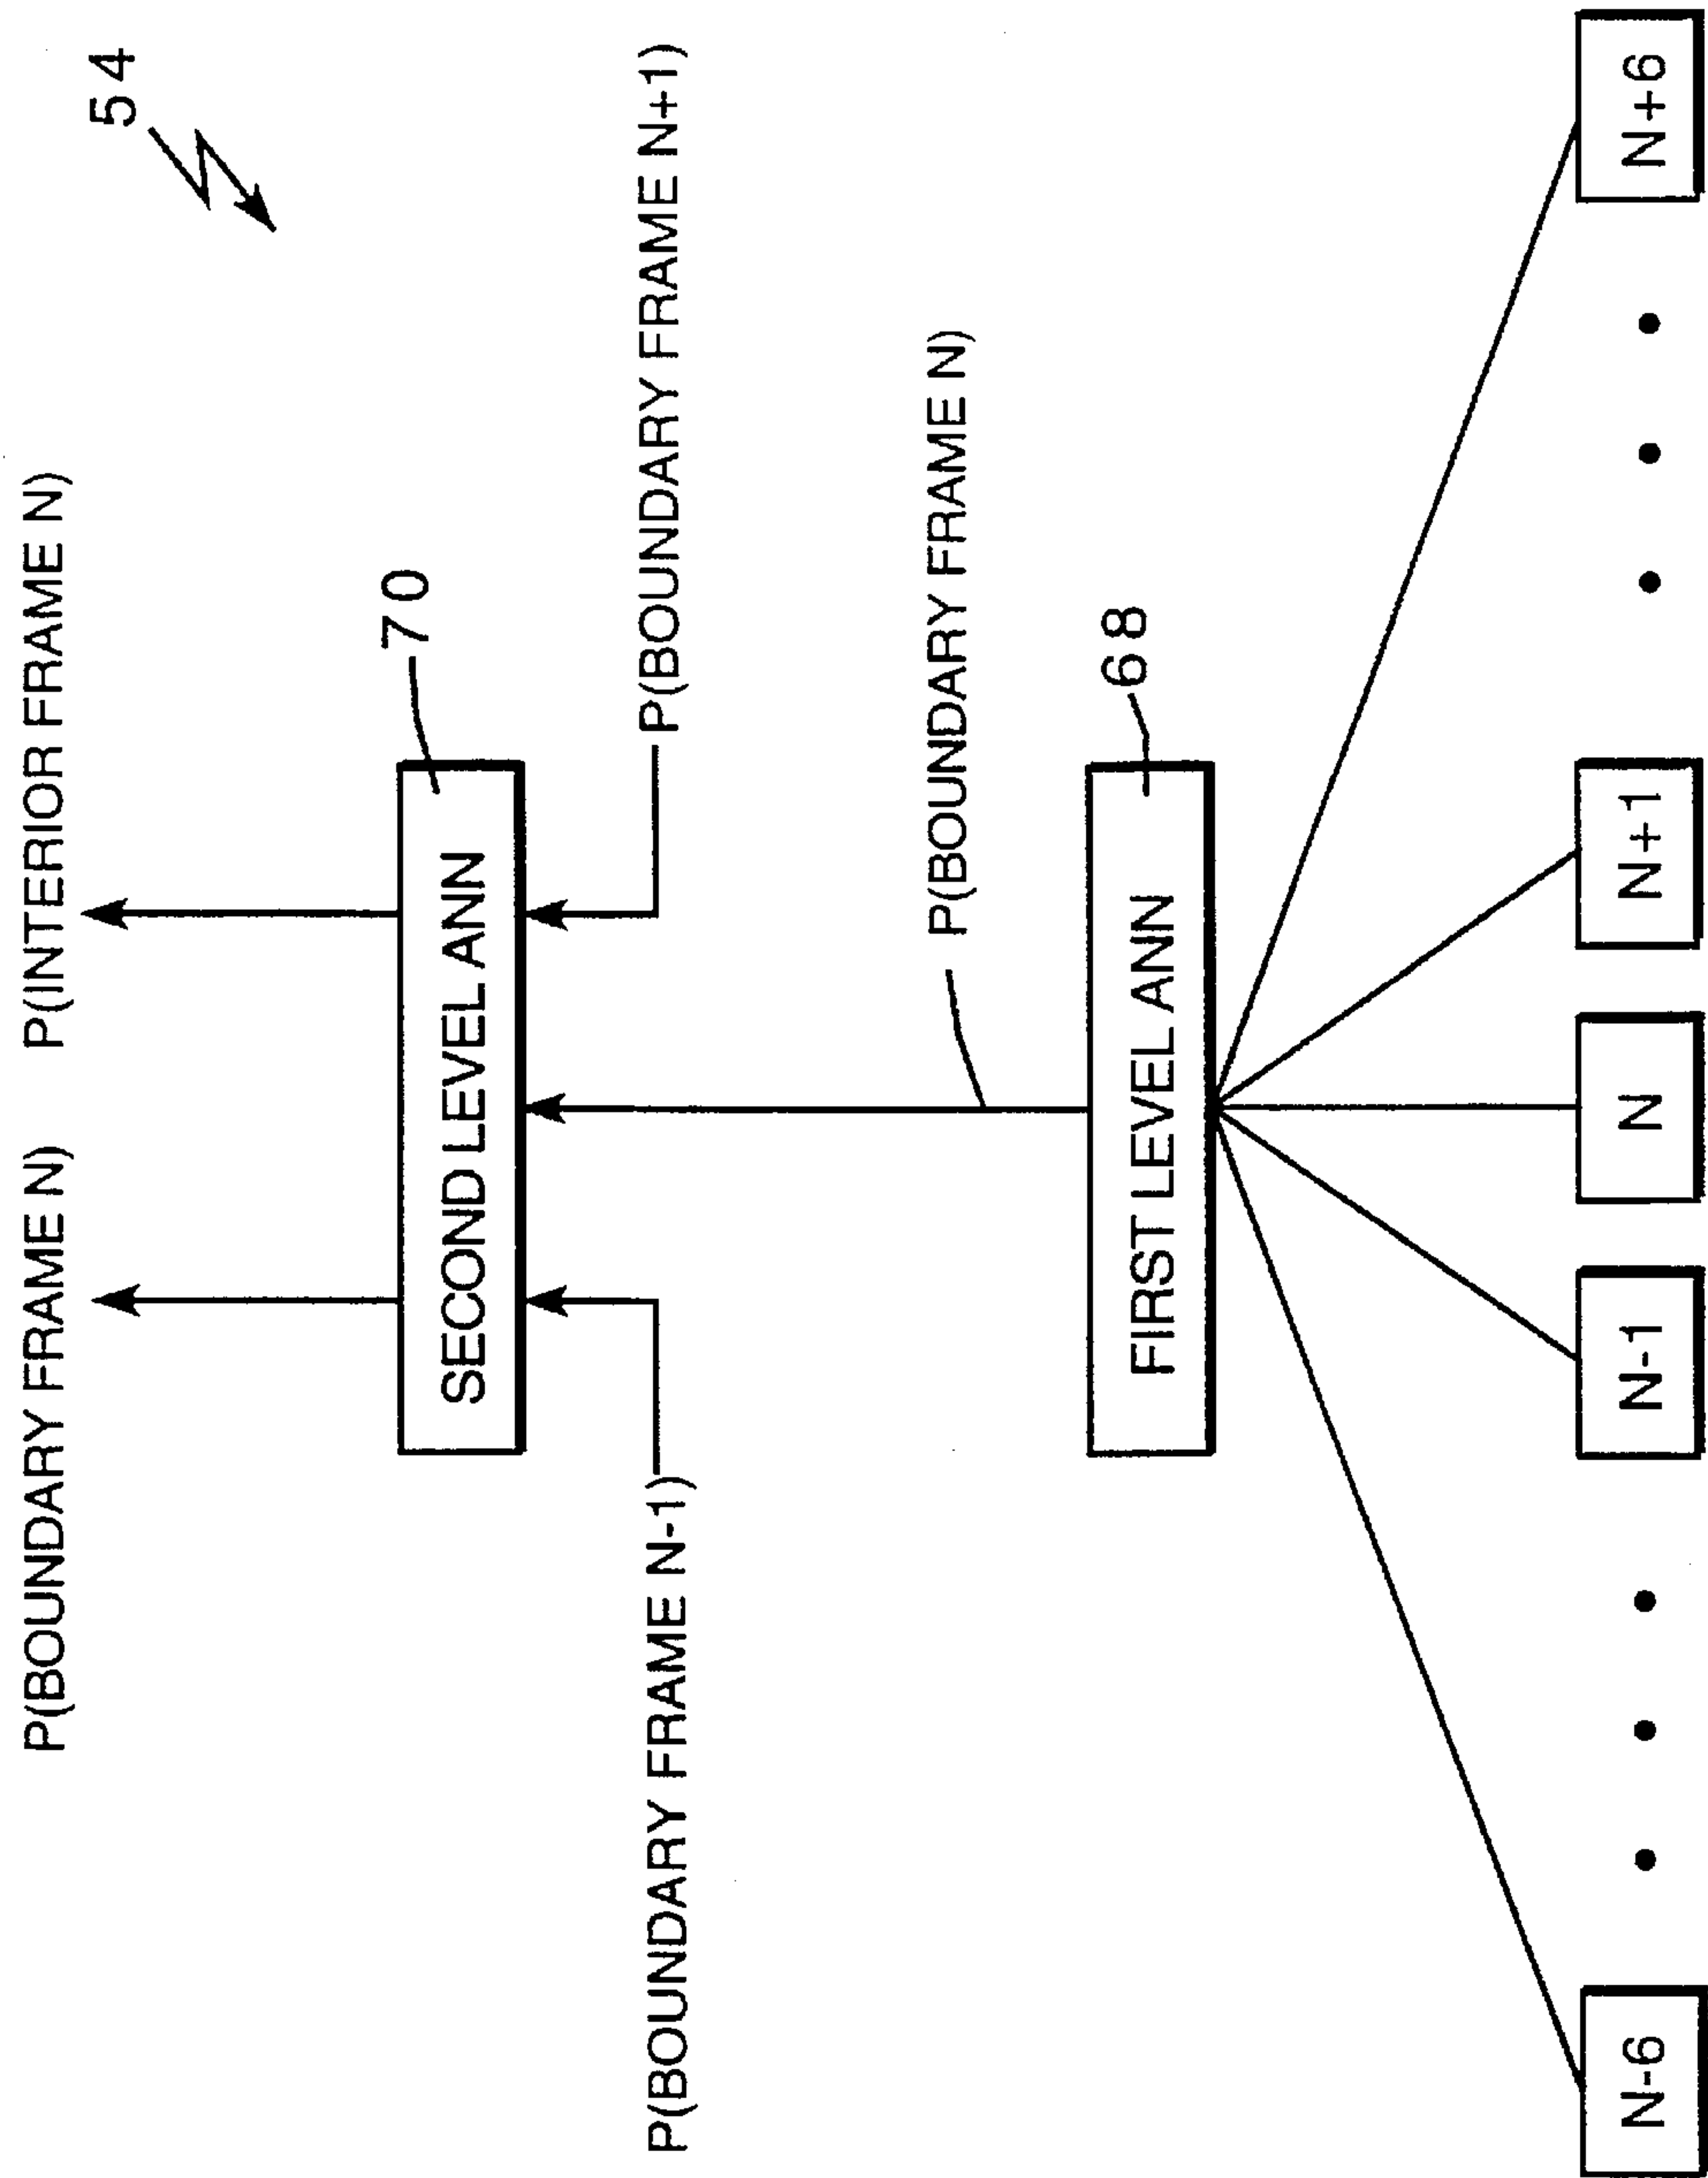 54
P(BOUNDARY FRAME N) P(INTERIOR FRAME N)
70
SECOND LEVEL ANN
P(BOUNDARY FRAME N-1) P(BOUNDARY FRAME N+1)
P(BOUNDARY FRAME N)
68
FIRST LEVEL ANN
N-6 • • • N-1 N N+1 • • • N+6